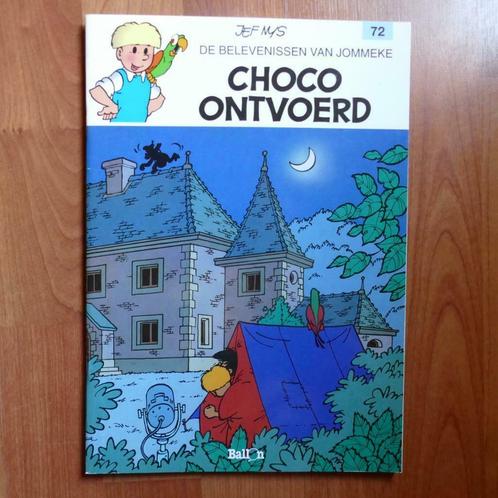 JEF NYS
72
DE BELEVENISSEN VAN JOMMEKE
CHOCO
ONTVOERD
Ballon